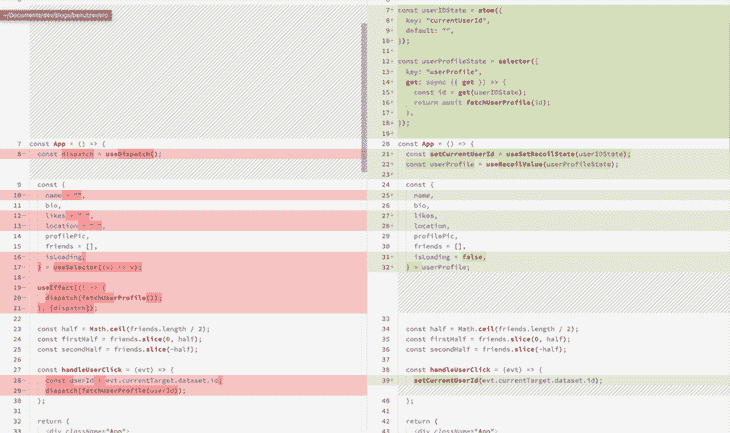 ~/Documents/dev/blogs/
7 const App = () => {
8 const dispatch = useDispatch();
9 const {
10 name = "",
11 bio,
12 likes = " ",
13 location = " ",
14 profilePic,
15 friends = [],
16 isLoading,
17 } = useSelector((v) => v);
18
19 useEffect(() => {
20 dispatch(fetchUserProfile());
21 }, [dispatch]);
22
23 const half = Math.ceil(friends.length / 2);
24 const firstHalf = friends.slice(0, half);
25 const secondHalf = friends.slice(-half);
26
27 const handleUserClick = (evt) => {
28 const userId = evt.currentTarget.dataset.id;
29 dispatch(fetchUserProfile(userId));
30 };
31
32 return (
33 <div className="App">
7 const userIDState = atom({
8 key: "currentUserId",
9 default: "",
10 });
11
12 const userProfileState = selector({
13 key: "userProfile",
14 get: async ({ get }) => {
15 const id = get(userIDState);
16 return await fetchUserProfile(id);
17 },
18 });
19
20 const App = () => {
21 const setCurrentUserId = useSetRecoilState(userIDState);
22 const userProfile = useRecoilValue(userProfileState);
23
24 const {
25 name,
26 bio,
27 likes,
28 location,
29 profilePic,
30 friends = [],
31 isLoading = false,
32 } = userProfile;
33
34 const half = Math.ceil(friends.length / 2);
35 const firstHalf = friends.slice(0, half);
36 const secondHalf = friends.slice(-half);
37
38 const handleUserClick = (evt) => {
39 setCurrentUserId(evt.currentTarget.dataset.id);
40 };
41
42 return (
43 <div className="App">